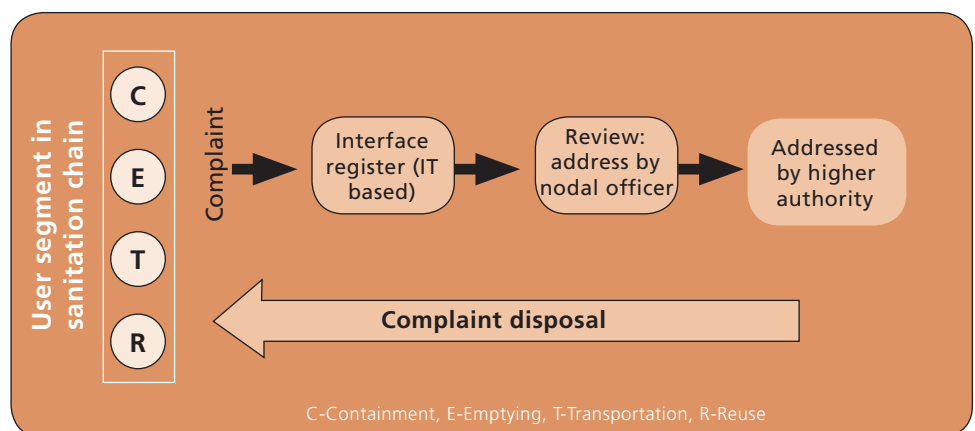 User segment in
sanitation chain
C
E
T
R
Complaint
Interface
register (IT
based)
Review:
address by
nodal officer
Addressed
by higher
authority
Complaint disposal
C-Containment, E-Emptying, T-Transportation, R-Reuse